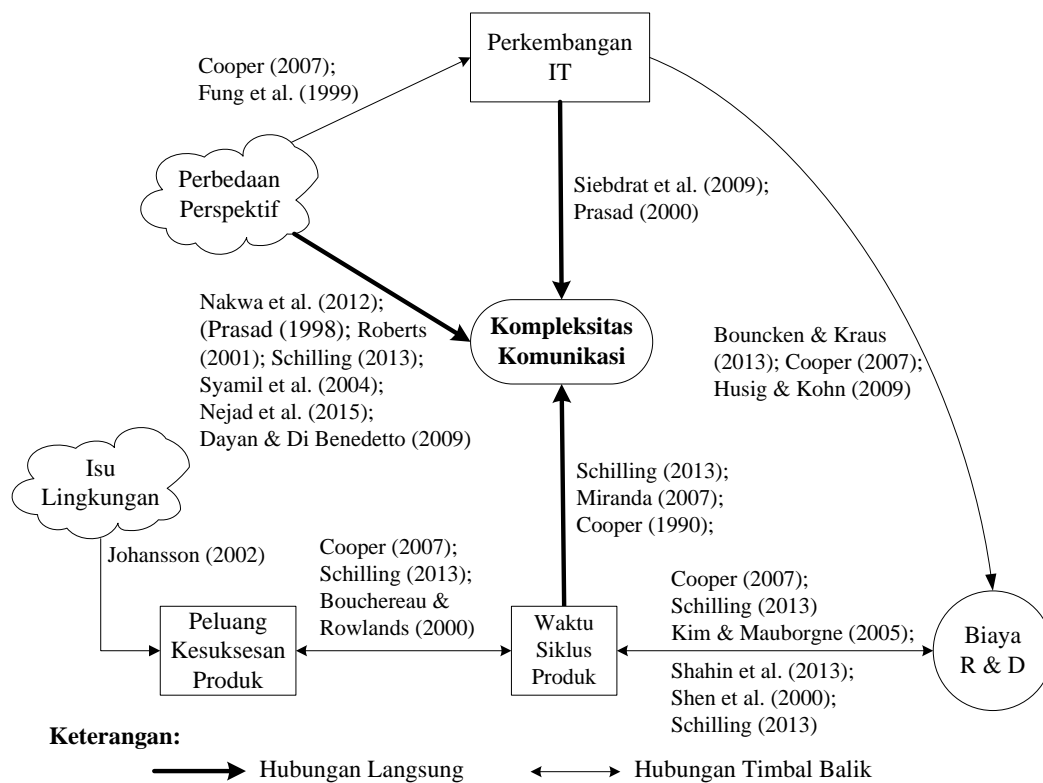 Perkembangan
IT
Cooper (2007);
Fung et al. (1999)
Perbedaan
Perspektif
Siebdrat et al. (2009);
Prasad (2000)
Nakwa et al. (2012);
(Prasad (1998); Roberts
(2001); Schilling (2013);
Syamil et al. (2004);
Nejad et al. (2015);
Dayan & Di Benedetto (2009)
Kompleksitas
Komunikasi
Bouncken & Kraus
(2013); Cooper (2007);
Husig & Kohn (2009)
Isu
Lingkungan
Johansson (2002)
Schilling (2013);
Miranda (2007);
Cooper (1990);
Cooper (2007);
Schilling (2013);
Bouchereau &
Rowlands (2000)
Peluang
Kesuksesan
Produk
Waktu
Siklus
Produk
Cooper (2007);
Schilling (2013)
Kim & Mauborgne (2005);
Shahin et al. (2013);
Shen et al. (2000);
Schilling (2013)
Biaya
R & D
Keterangan:
Hubungan Langsung
Hubungan Timbal Balik